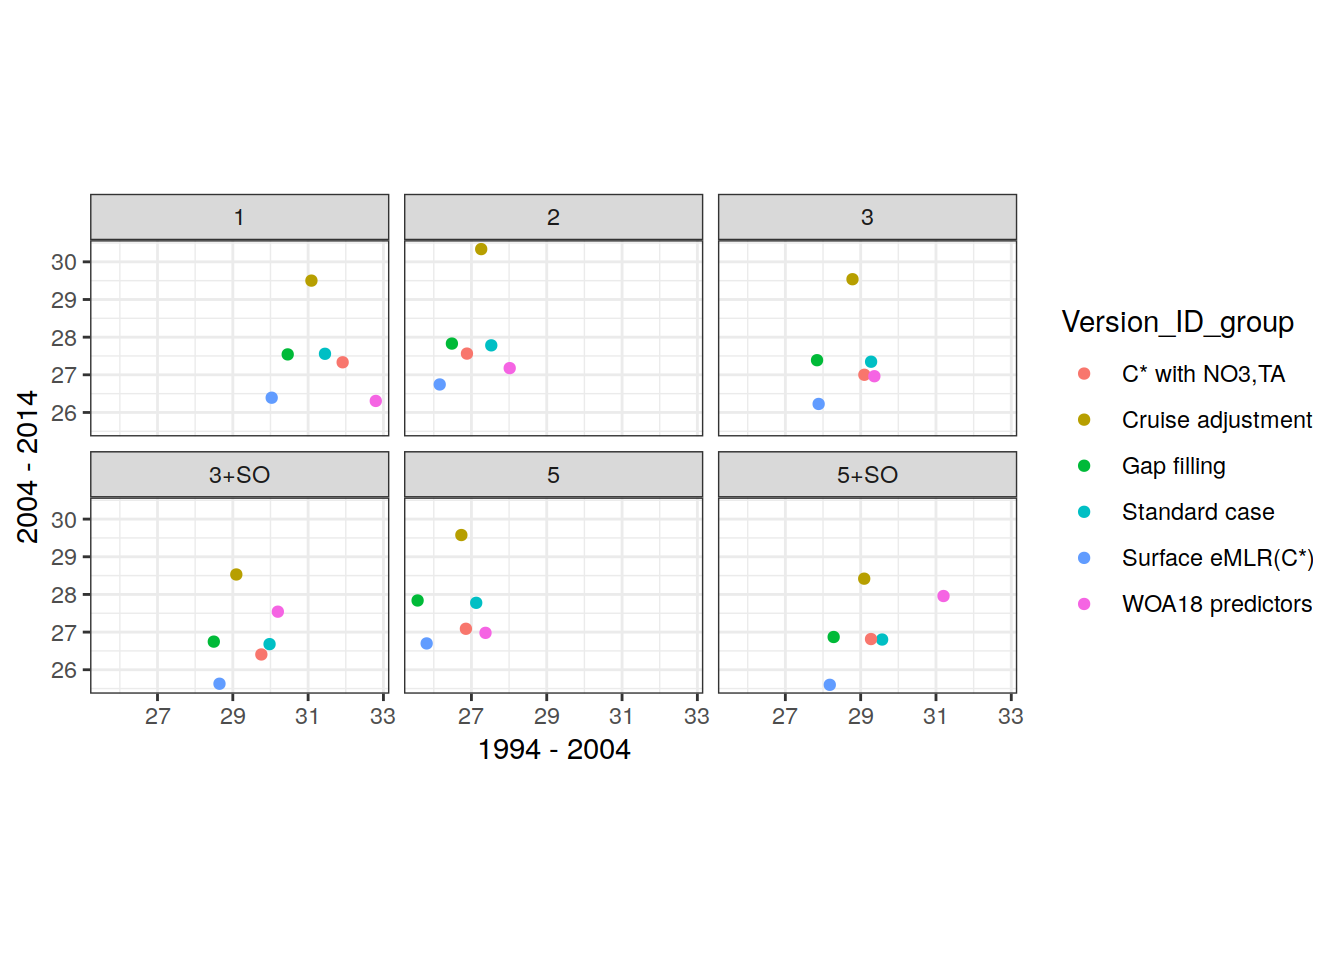 1
2
3
30
29
28
27
26
3+SO
5
5+SO
30
29
28
27
26
27
29
31
33
27
29
31
33
27
29
31
33
1994 - 2004
2004 - 2014
Version_ID_group
C* with NO3,TA
Cruise adjustment
Gap filling
Standard case
Surface eMLR(C*)
WOA18 predictors